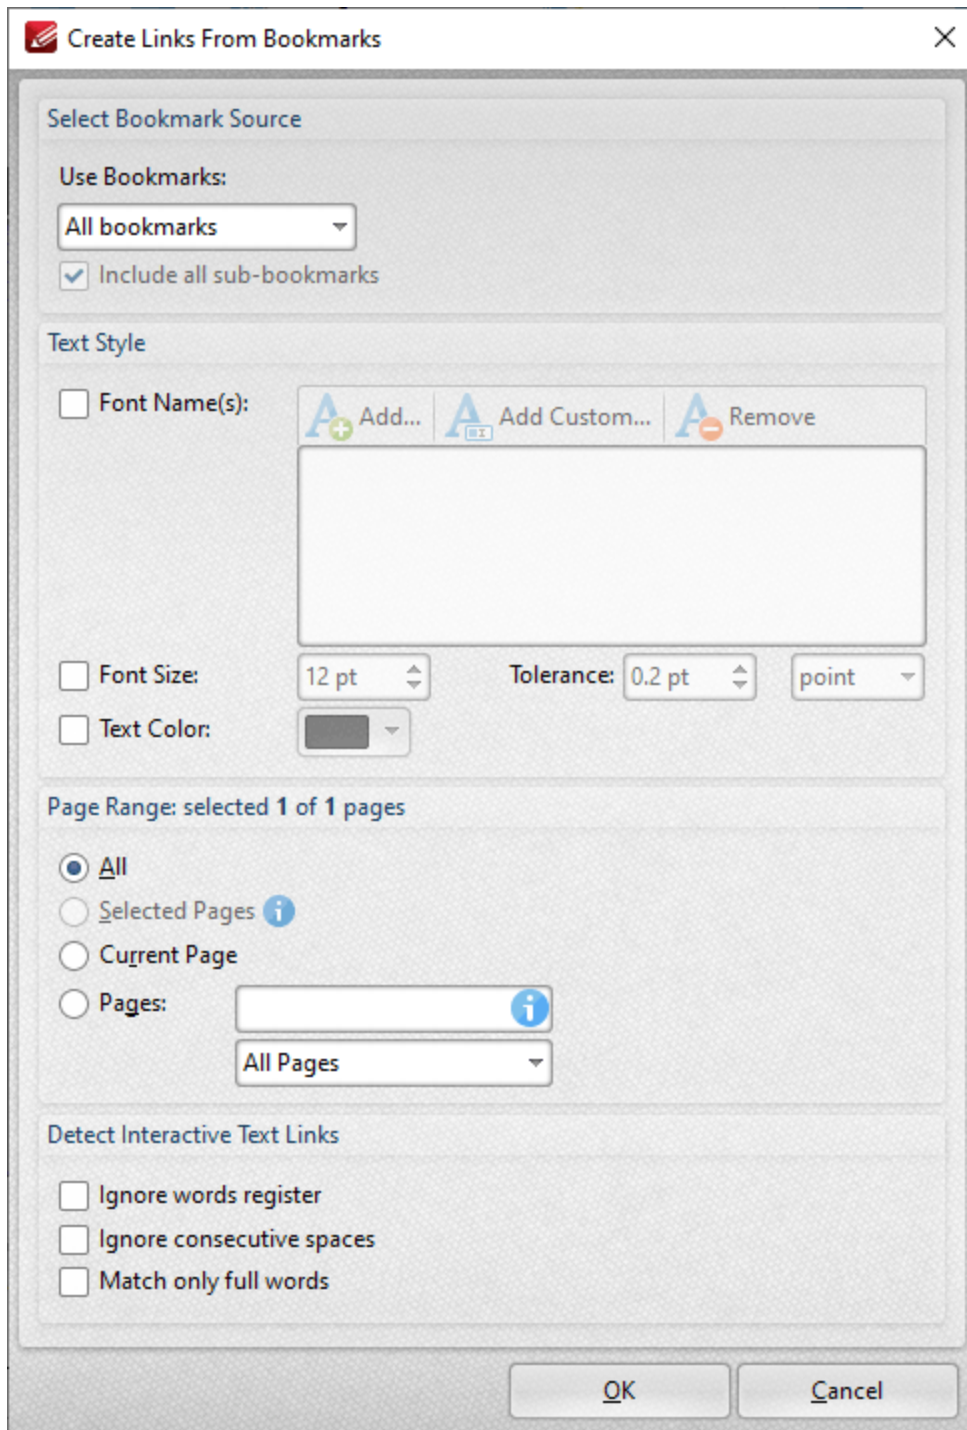 Create Links From Bookmarks
Select Bookmark Source
Use Bookmarks:
All bookmarks
Include all sub-bookmarks
Text Style
Font Name(s): Add... Add Custom... Remove
Font Size: 12 pt Tolerance: 0.2 pt point
Text Color:
Page Range: selected 1 of 1 pages
All
Selected Pages
Current Page
Pages:
All Pages
Detect Interactive Text Links
Ignore words register
Ignore consecutive spaces
Match only full words
OK Cancel